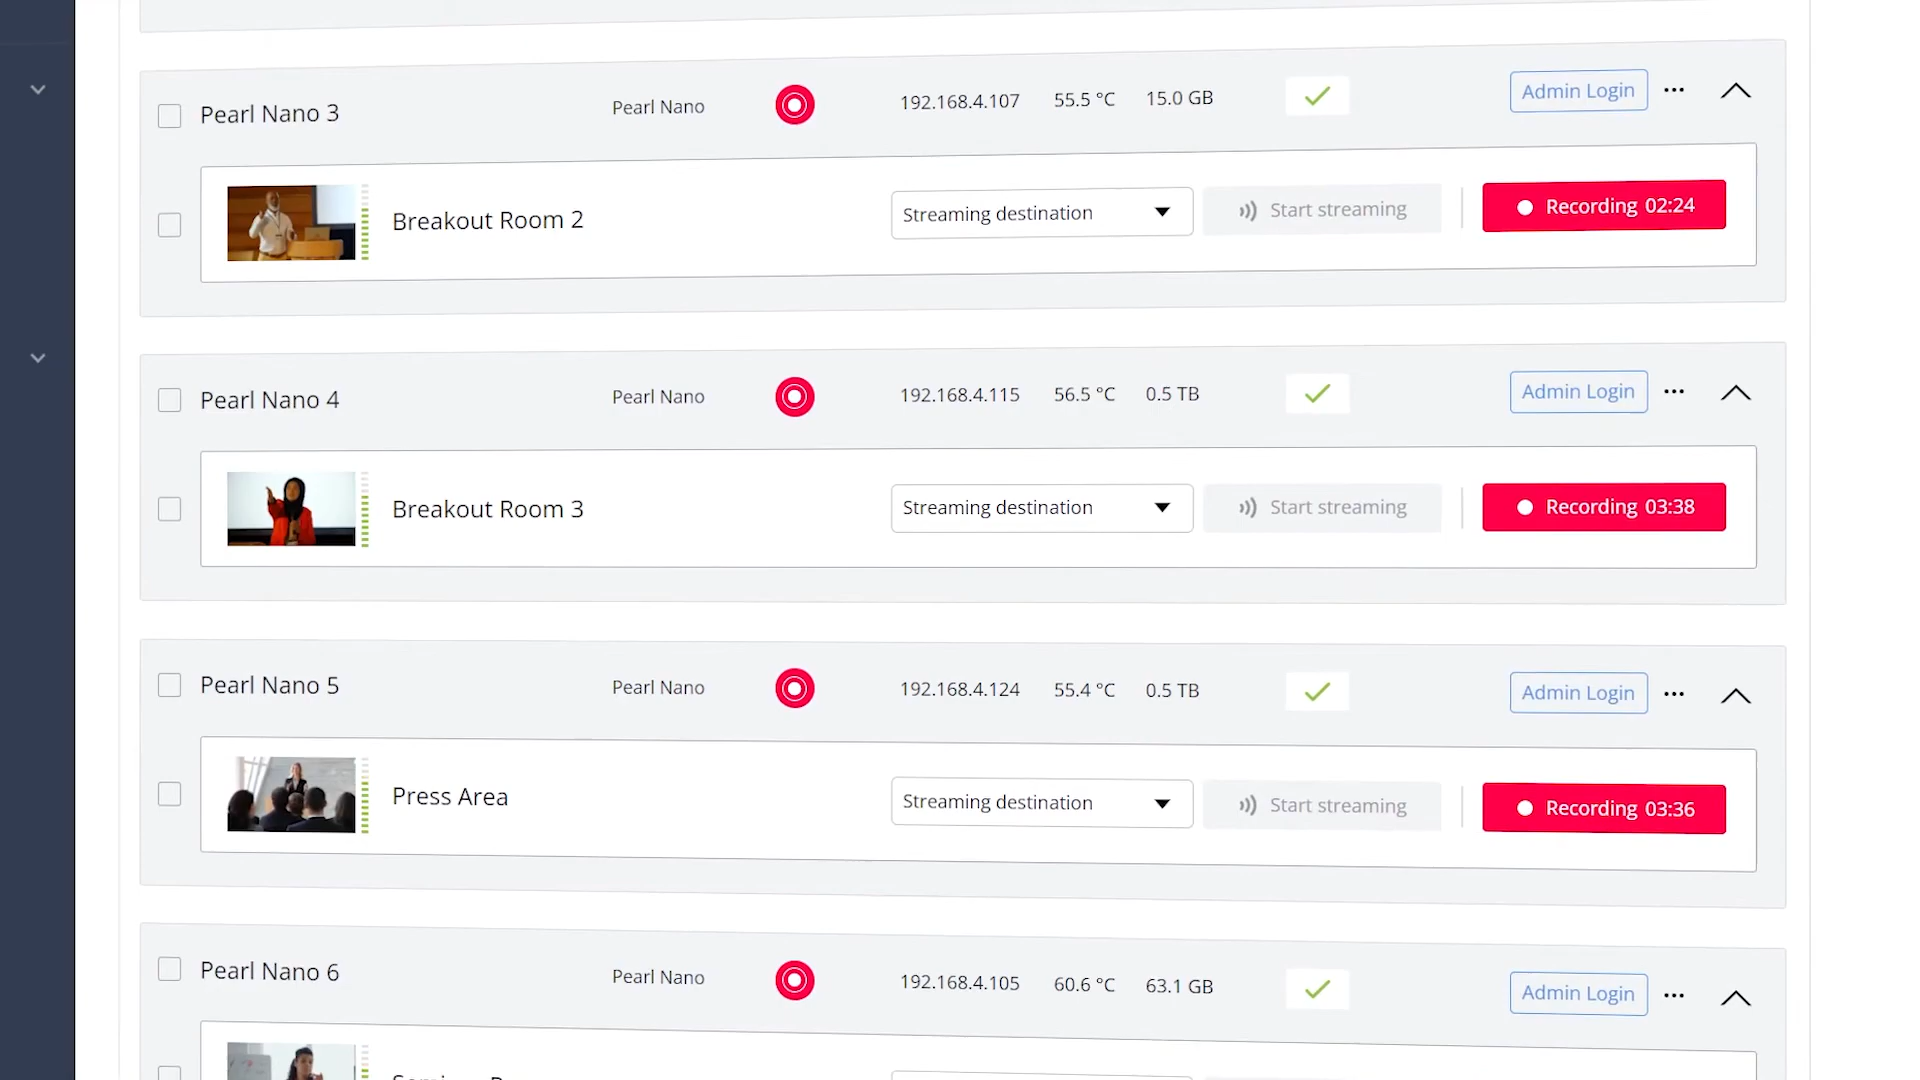 Pearl Nano 3 Pearl Nano 192.168.4.107 55.5 °C 15.0 GB Admin Login ...
Breakout Room 2 Streaming destination Start streaming Recording 02:24
Pearl Nano 4 Pearl Nano 192.168.4.115 56.5 °C 0.5 TB Admin Login ...
Breakout Room 3 Streaming destination Start streaming Recording 03:38
Pearl Nano 5 Pearl Nano 192.168.4.124 55.4 °C 0.5 TB Admin Login ...
Press Area Streaming destination Start streaming Recording 03:36
Pearl Nano 6 Pearl Nano 192.168.4.105 60.6 °C 63.1 GB Admin Login ...